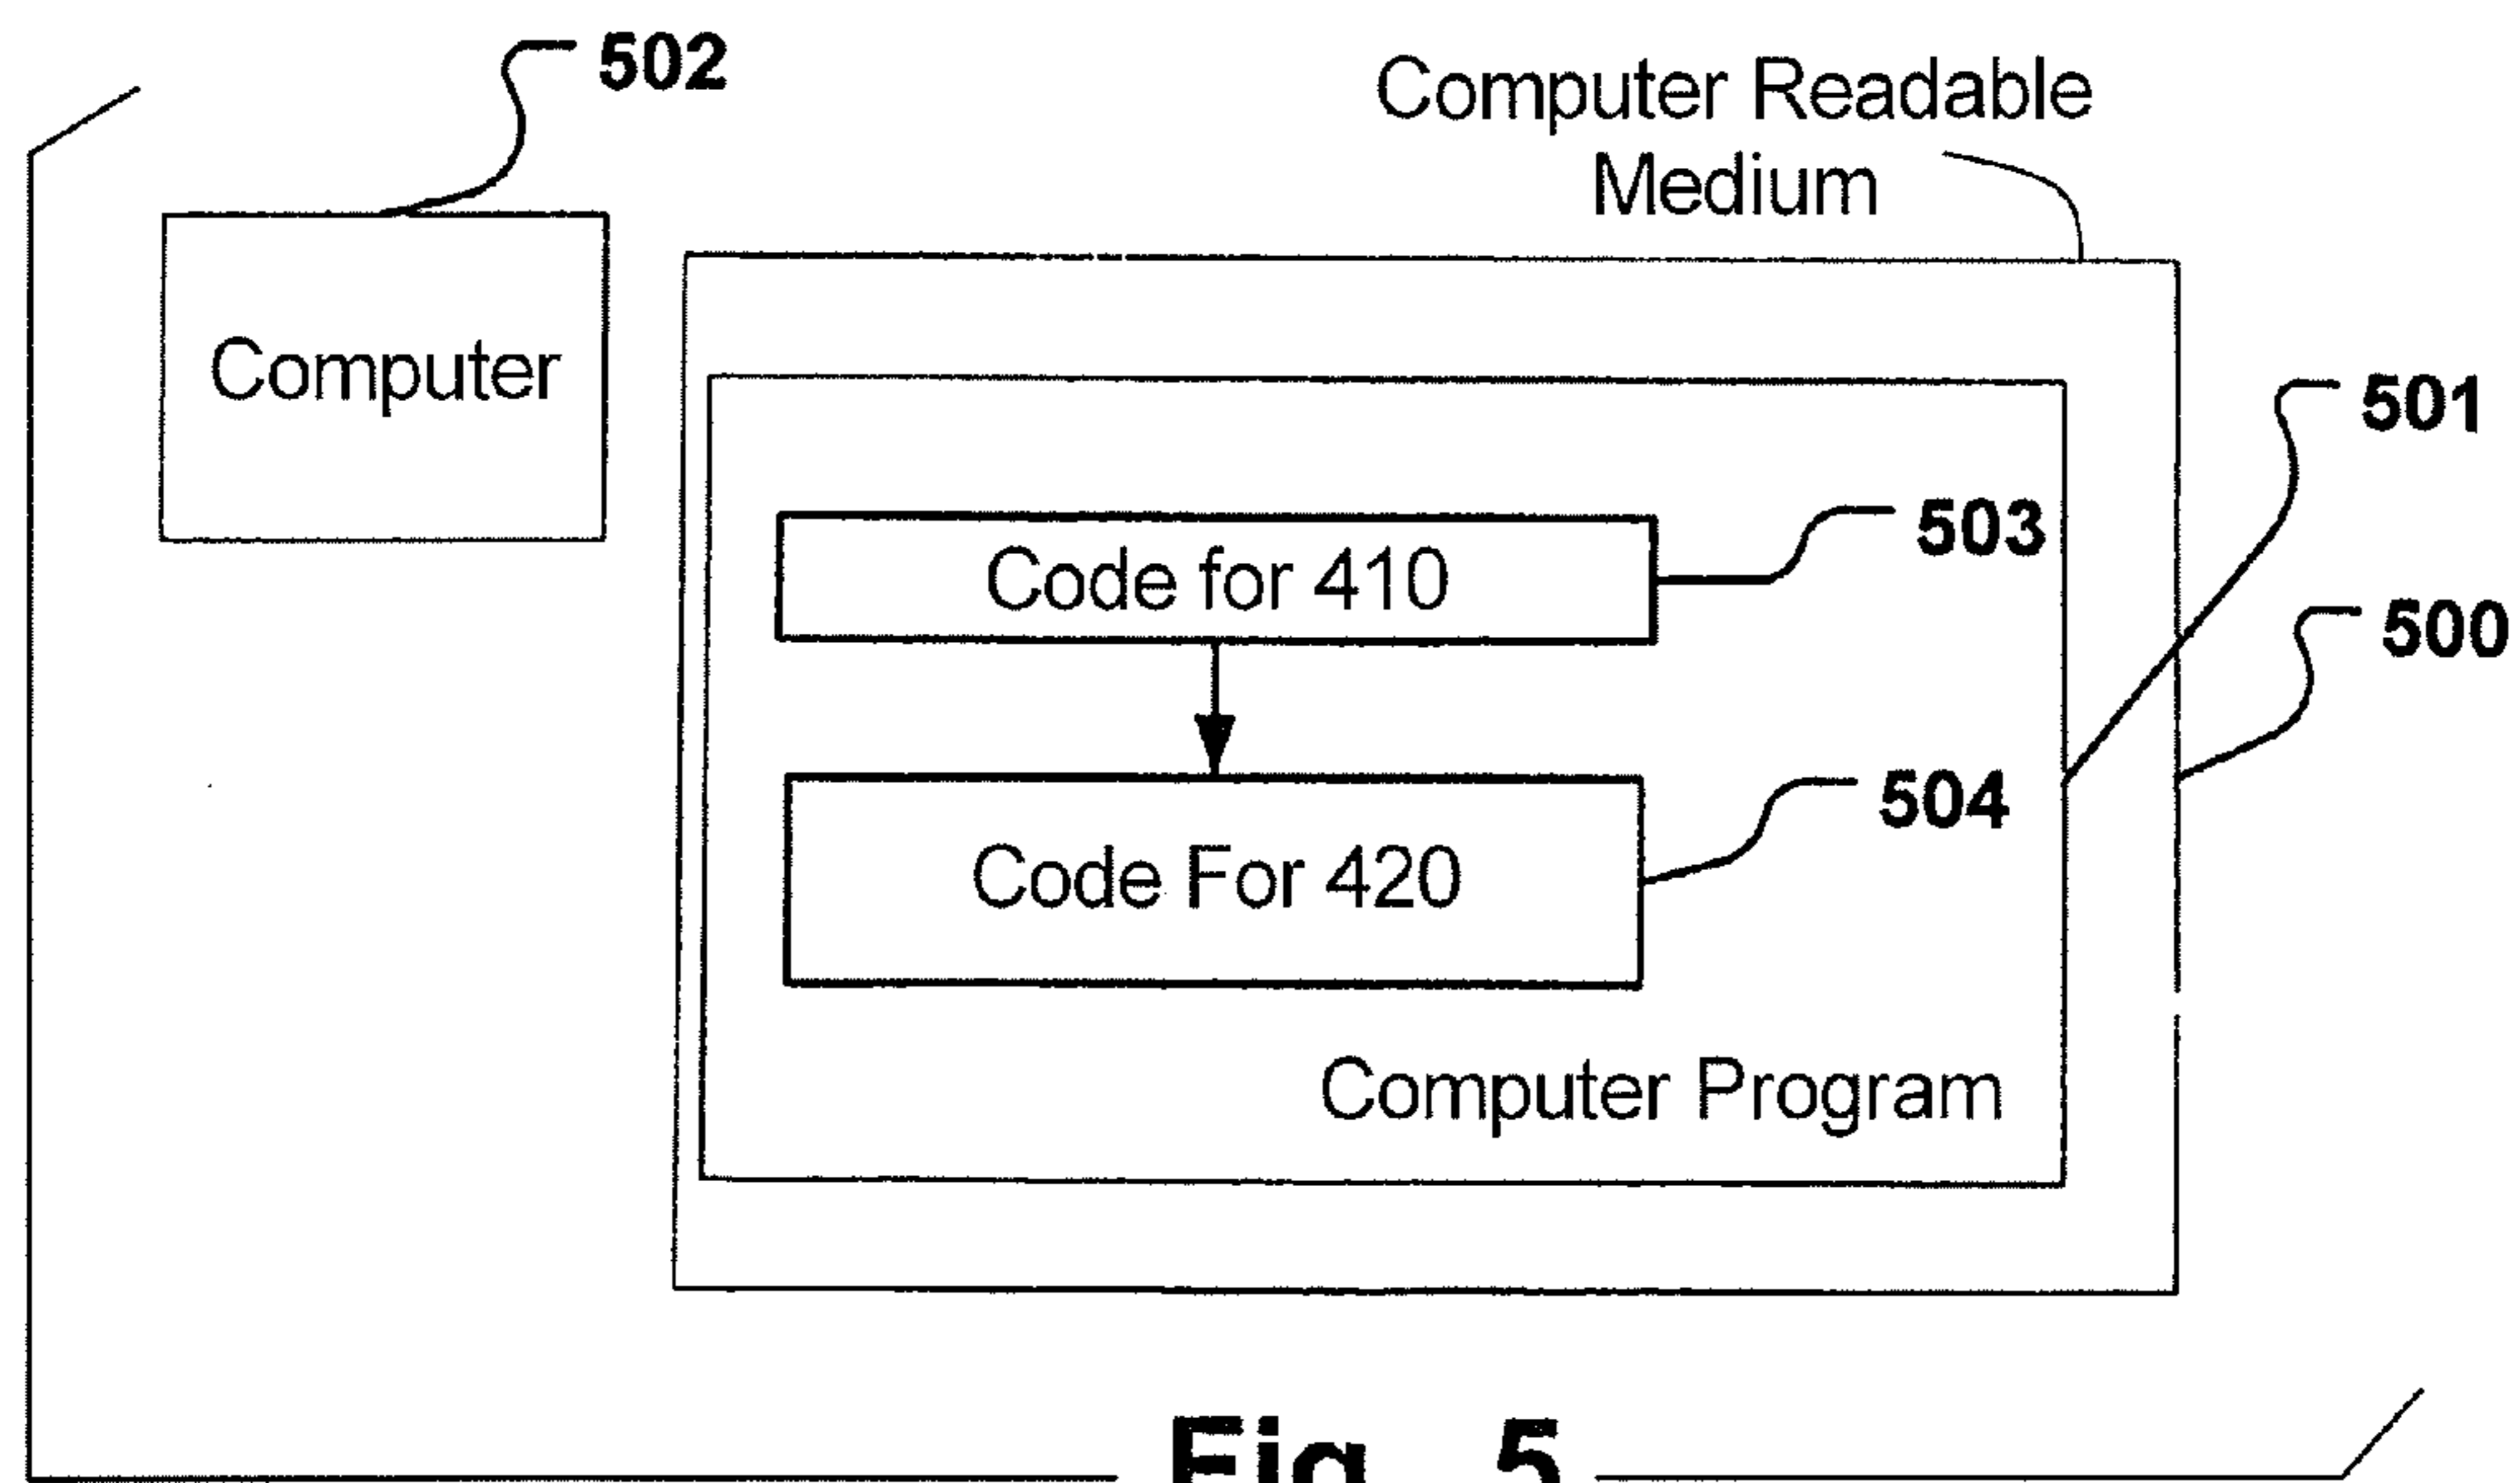 502
Computer Readable
Medium
Computer
501
Code for 410
503
500
Code For 420
504
Computer Program
Fig. 5